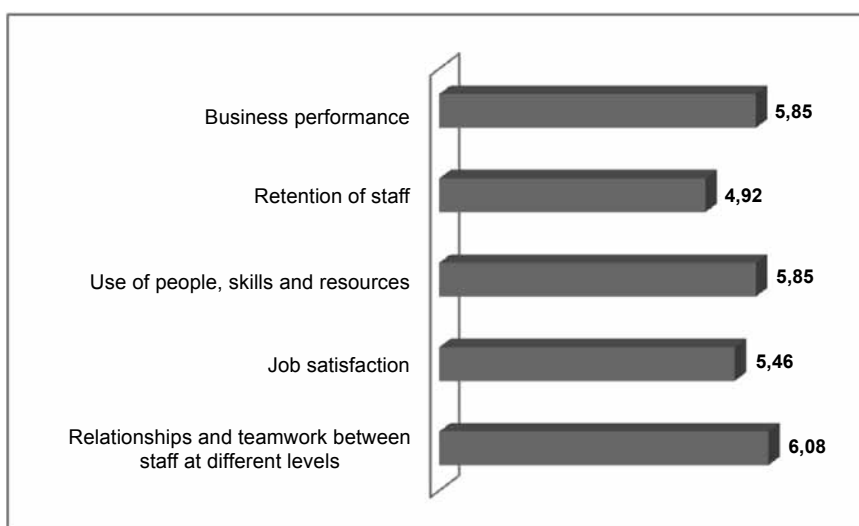 Business performance
5,85
Retention of staff
4,92
Use of people, skills and resources
5,85
Job satisfaction
5,46
Relationships and teamwork between
staff at different levels
6,08